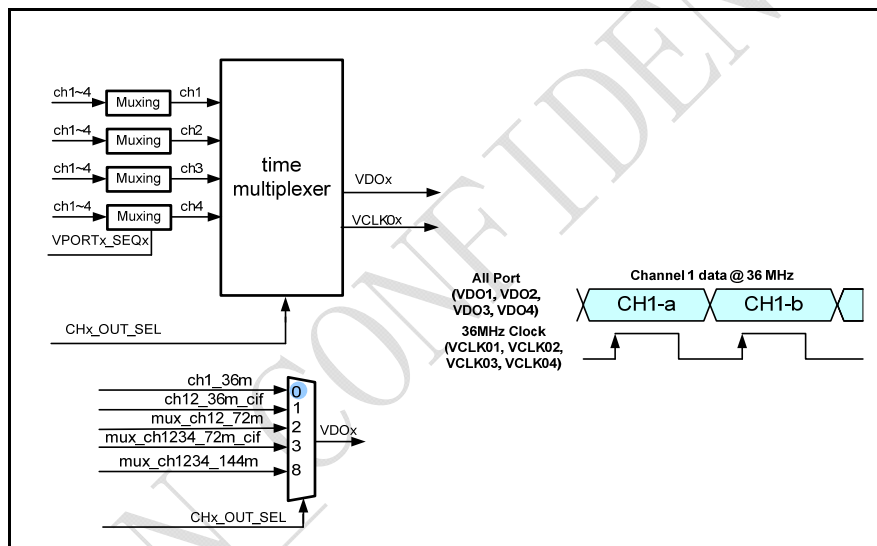 ch1~4 Muxing ch1
ch1~4 Muxing ch2
ch1~4 Muxing ch3
ch1~4 Muxing ch4
VPORTx_SEQx
time
multiplexer
VDOx
VCLK0x
CHx_OUT_SEL
All Port
(VDO1, VDO2,
VDO3, VDO4)
36MHz Clock
(VCLK01, VCLK02,
VCLK03, VCLK04)
Channel 1 data @ 36 MHz
CH1-a CH1-b
ch1_36m 0
ch12_36m_cif 1
mux_ch12_72m 2
mux_ch1234_72m_cif 3
mux_ch1234_144m 8
VDOx
CHx_OUT_SEL